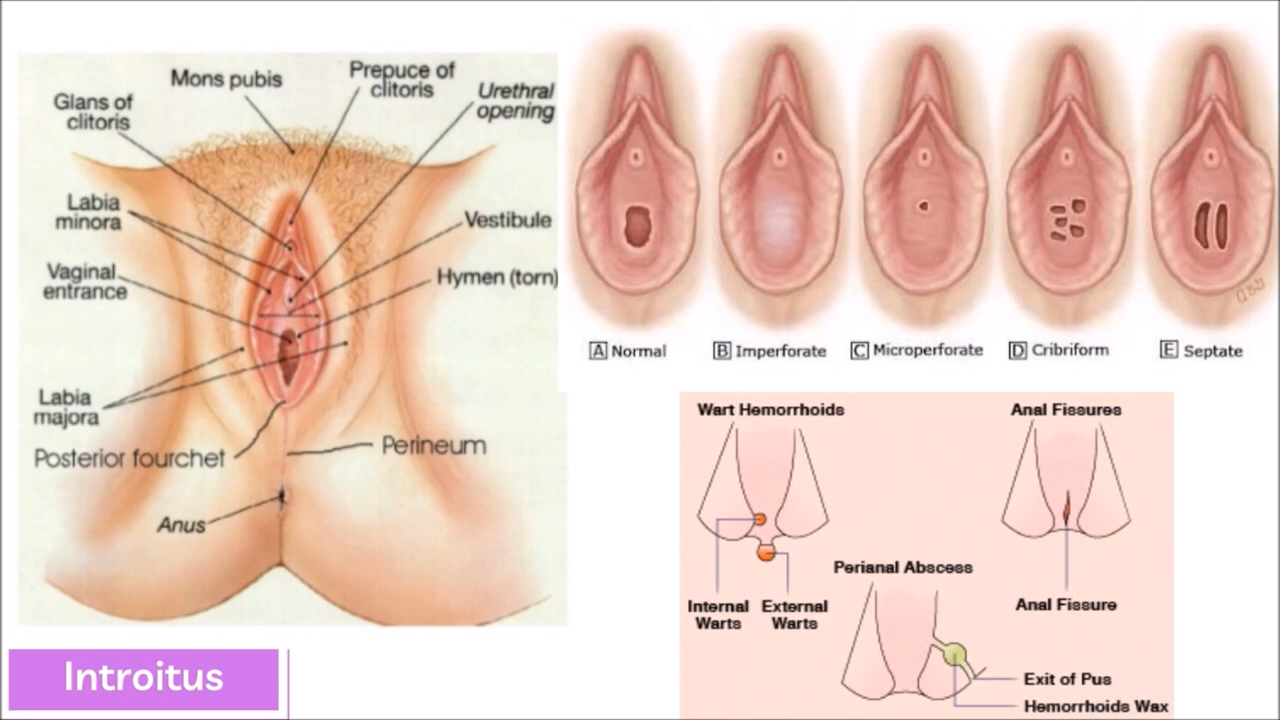 Mons pubis
Prepuce of
clitoris
Urethral
opening
Glans of
clitoris
Labia
minora
Vestibule
Vaginal
entrance
Hymen (torn)
Labia
majora
Posterior fourchet
Perineum
Anus
Introitus
A Normal
B Imperforate
C Microperforate
D Cribriform
E Septate
Wart Hemorrhoids
Anal Fissures
Internal
Warts
External
Warts
Perianal Abscess
Anal Fissure
Exit of Pus
Hemorrhoids Wax